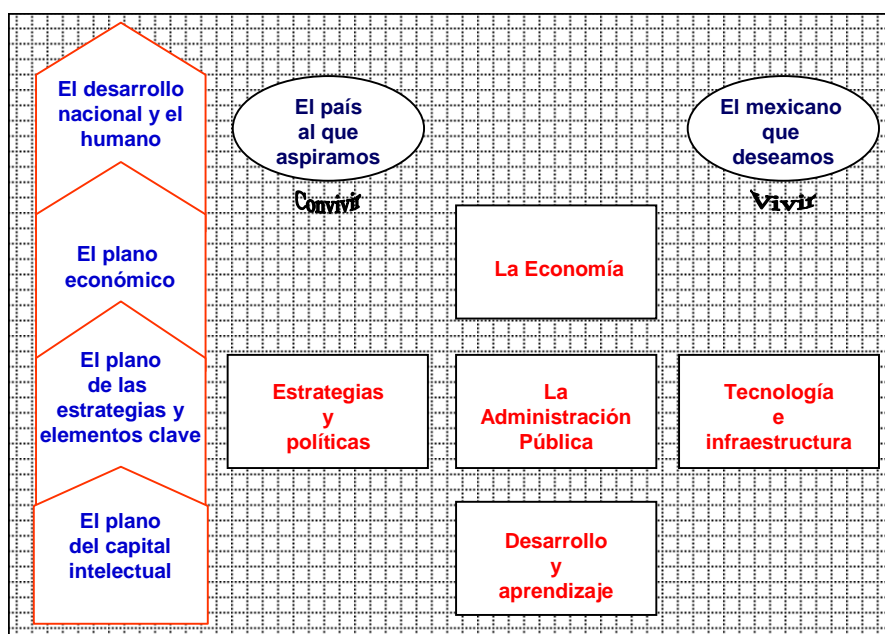 El desarrollo
nacional y el
humano
El país
al que
aspiramos
Convivir
El mexicano
que
deseamos
Vivir
El plano
económico
La Economía
El plano
de las
estrategias y
elementos clave
Estrategias
y
políticas
La
Administración
Pública
Tecnología
e
infraestructura
El plano
del capital
intelectual
Desarrollo
y
aprendizaje